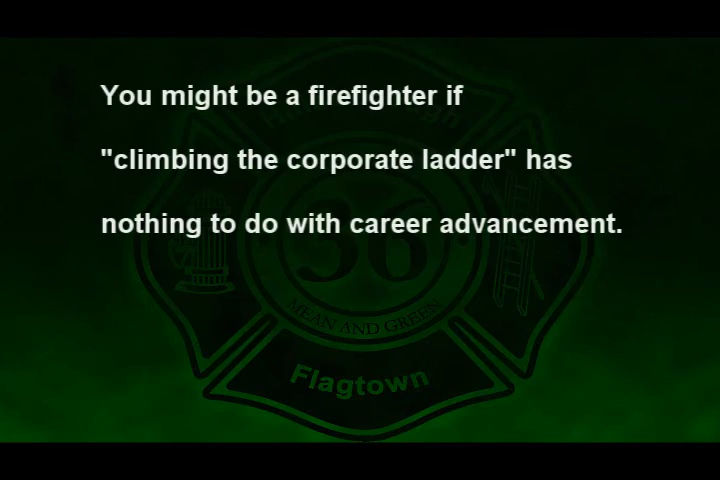 You might be a firefighter if
"climbing the corporate ladder" has
nothing to do with career advancement.
36
MEAN AND GREEN
Flagtown